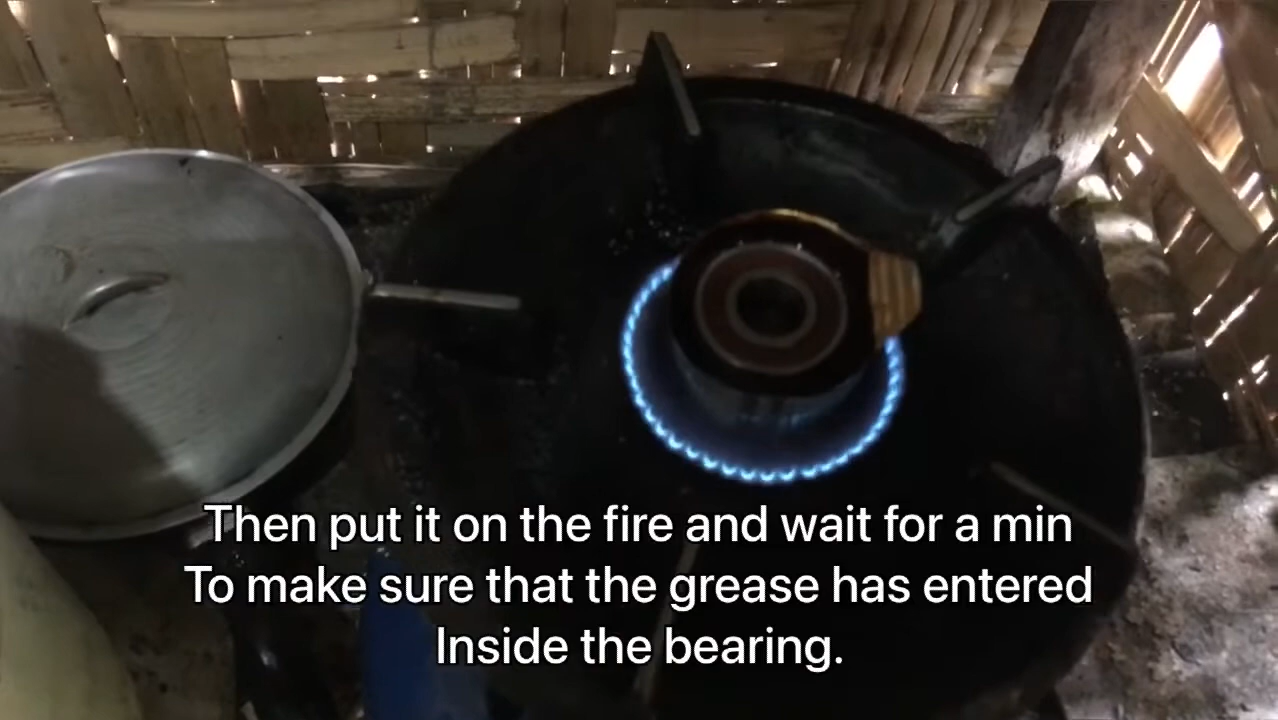 Then put it on the fire and wait for a min
To make sure that the grease has entered
Inside the bearing.